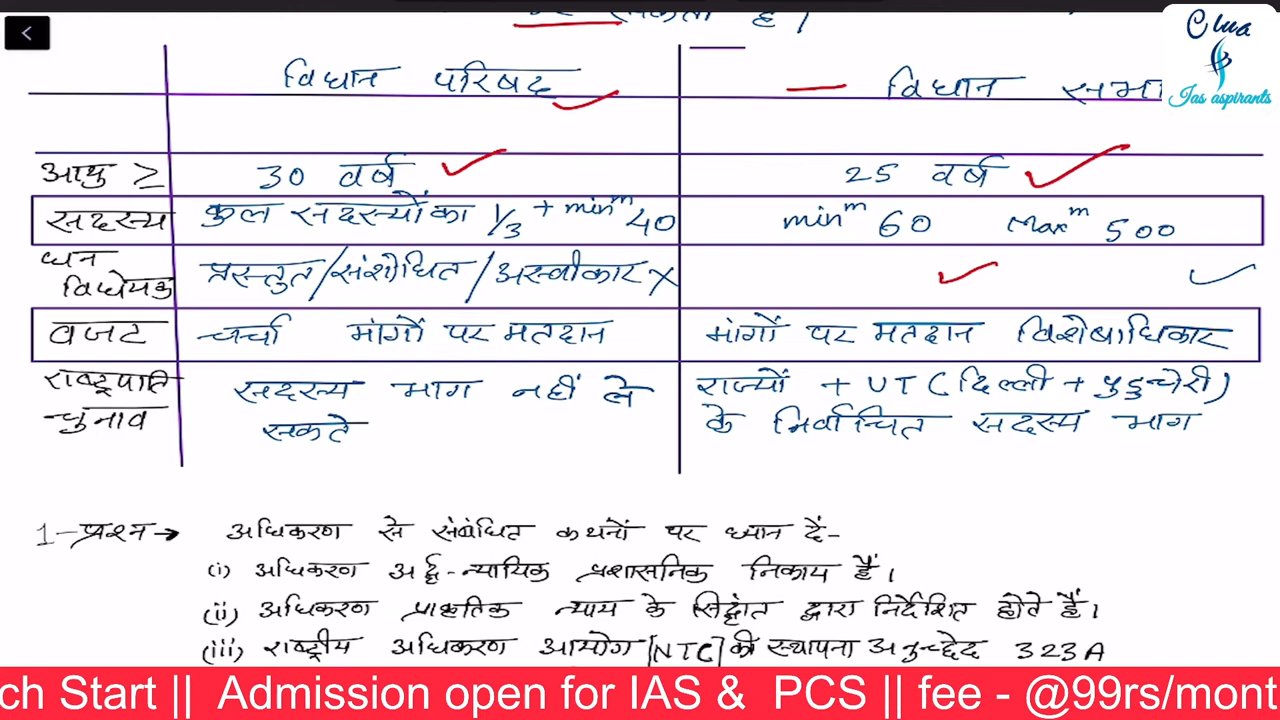 सकता है।
Clua
Ias aspirants
विधान परिषद
विधान सभा
आयु ≥
30 वर्ष
25 वर्ष
सदस्य
कुल सदस्यों का 1/3 + minᵐ 40
minᵐ 60 Maxᵐ 500
धन विधेयक
प्रस्तुत/संशोधित/अस्वीकार X
बजट
चर्चा मांगों पर मतदान
मांगों पर मतदान विशेषाधिकार
राष्ट्रपति चुनाव
सदस्य भाग नहीं ले
सकते
राज्यों + UT (दिल्ली + पुडुचेरी)
के निर्वाचित सदस्य भाग
1-प्रश्न→ अधिकरण से संबंधित कथनों पर ध्यान दें-
(i) अधिकरण अर्द्ध-न्यायिक प्रशासनिक निकाय हैं।
(ii) अधिकरण प्राकृतिक न्याय के सिद्धांत द्वारा निर्देशित होते हैं।
(iii) राष्ट्रीय अधिकरण आयोग [NTC] की स्थापना अनुच्छेद 323A
ch Start || Admission open for IAS & PCS || fee - @99rs/mont